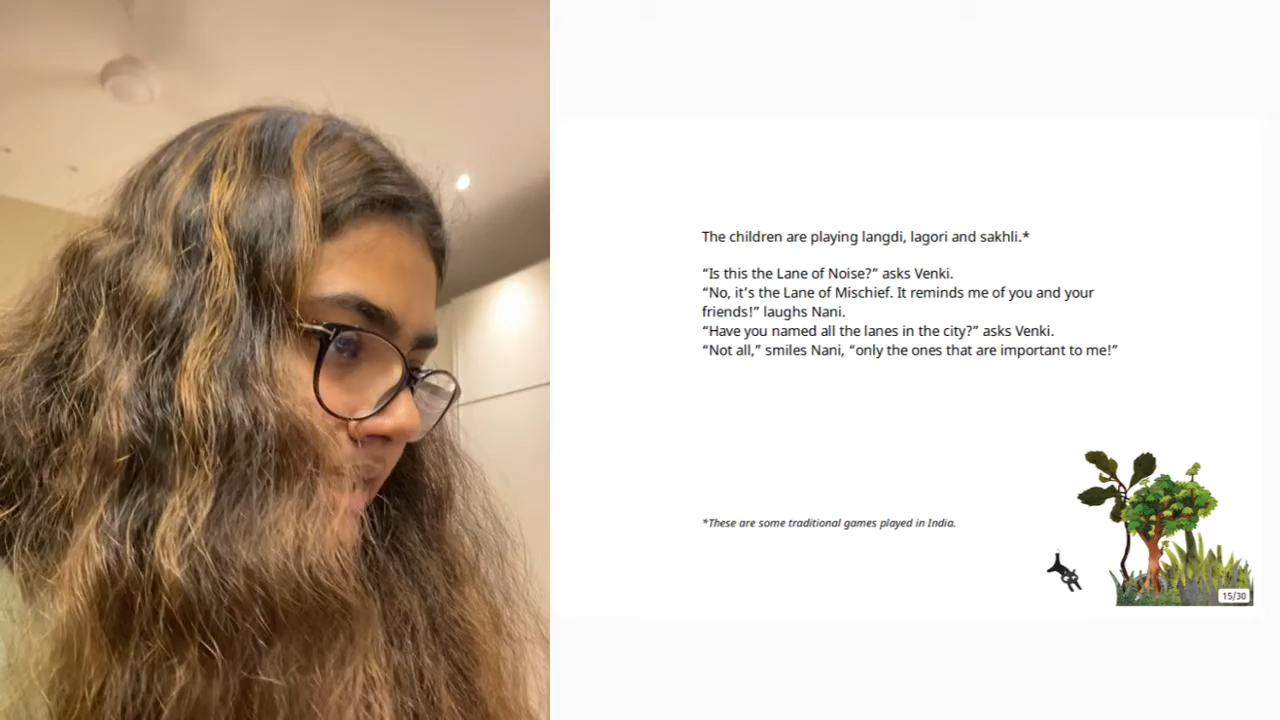 The children are playing langdi, lagori and sakhli.*
“Is this the Lane of Noise?” asks Venki.
“No, it’s the Lane of Mischief. It reminds me of you and your
friends!” laughs Nani.
“Have you named all the lanes in the city?” asks Venki.
“Not all,” smiles Nani, “only the ones that are important to me!”
*These are some traditional games played in India.
15/30